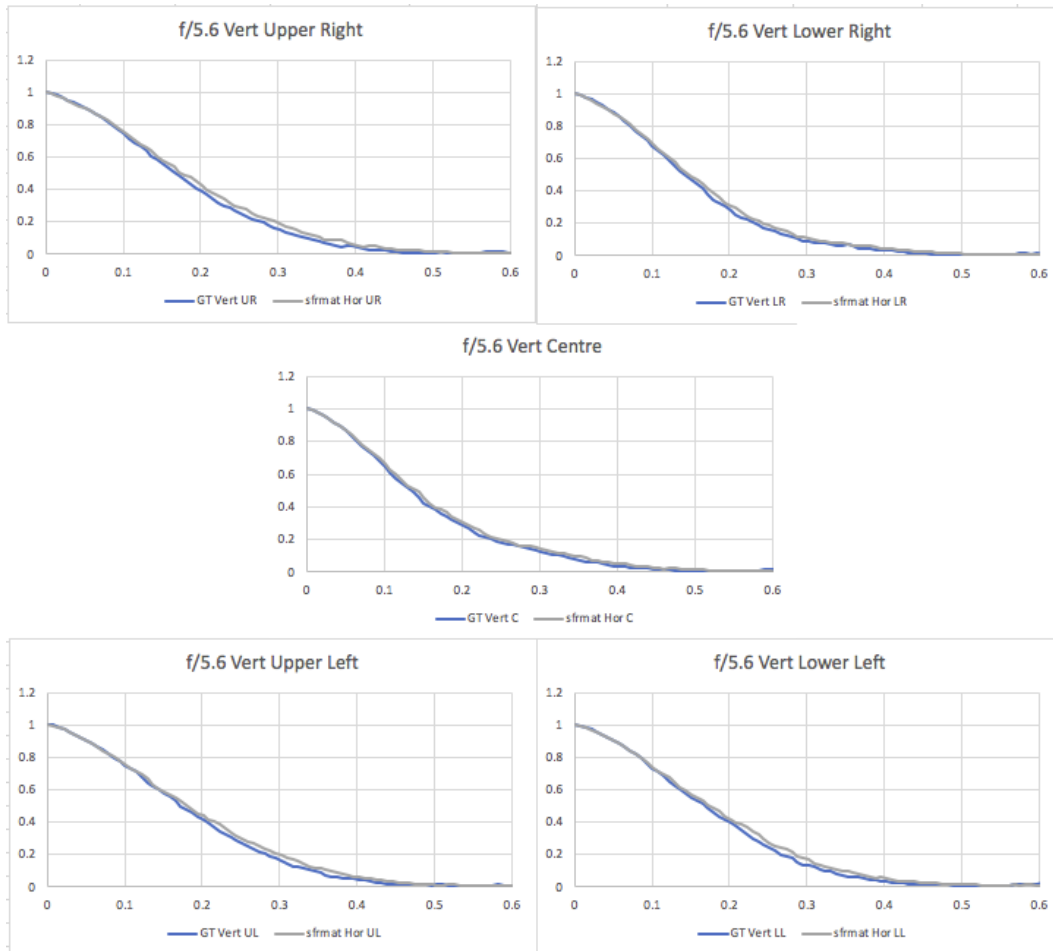 f/5.6 Vert Upper Right
1.2
1
0.8
0.6
0.4
0.2
0
0 0.1 0.2 0.3 0.4 0.5 0.6
GT Vert UR sfrmat Hor UR
f/5.6 Vert Lower Right
1.2
1
0.8
0.6
0.4
0.2
0
0 0.1 0.2 0.3 0.4 0.5 0.6
GT Vert LR sfrmat Hor LR
f/5.6 Vert Centre
1.2
1
0.8
0.6
0.4
0.2
0
0 0.1 0.2 0.3 0.4 0.5 0.6
GT Vert C sfrmat Hor C
f/5.6 Vert Upper Left
1.2
1
0.8
0.6
0.4
0.2
0
0 0.1 0.2 0.3 0.4 0.5 0.6
GT Vert UL sfrmat Hor UL
f/5.6 Vert Lower Left
1.2
1
0.8
0.6
0.4
0.2
0
0 0.1 0.2 0.3 0.4 0.5 0.6
GT Vert LL sfrmat Hor LL